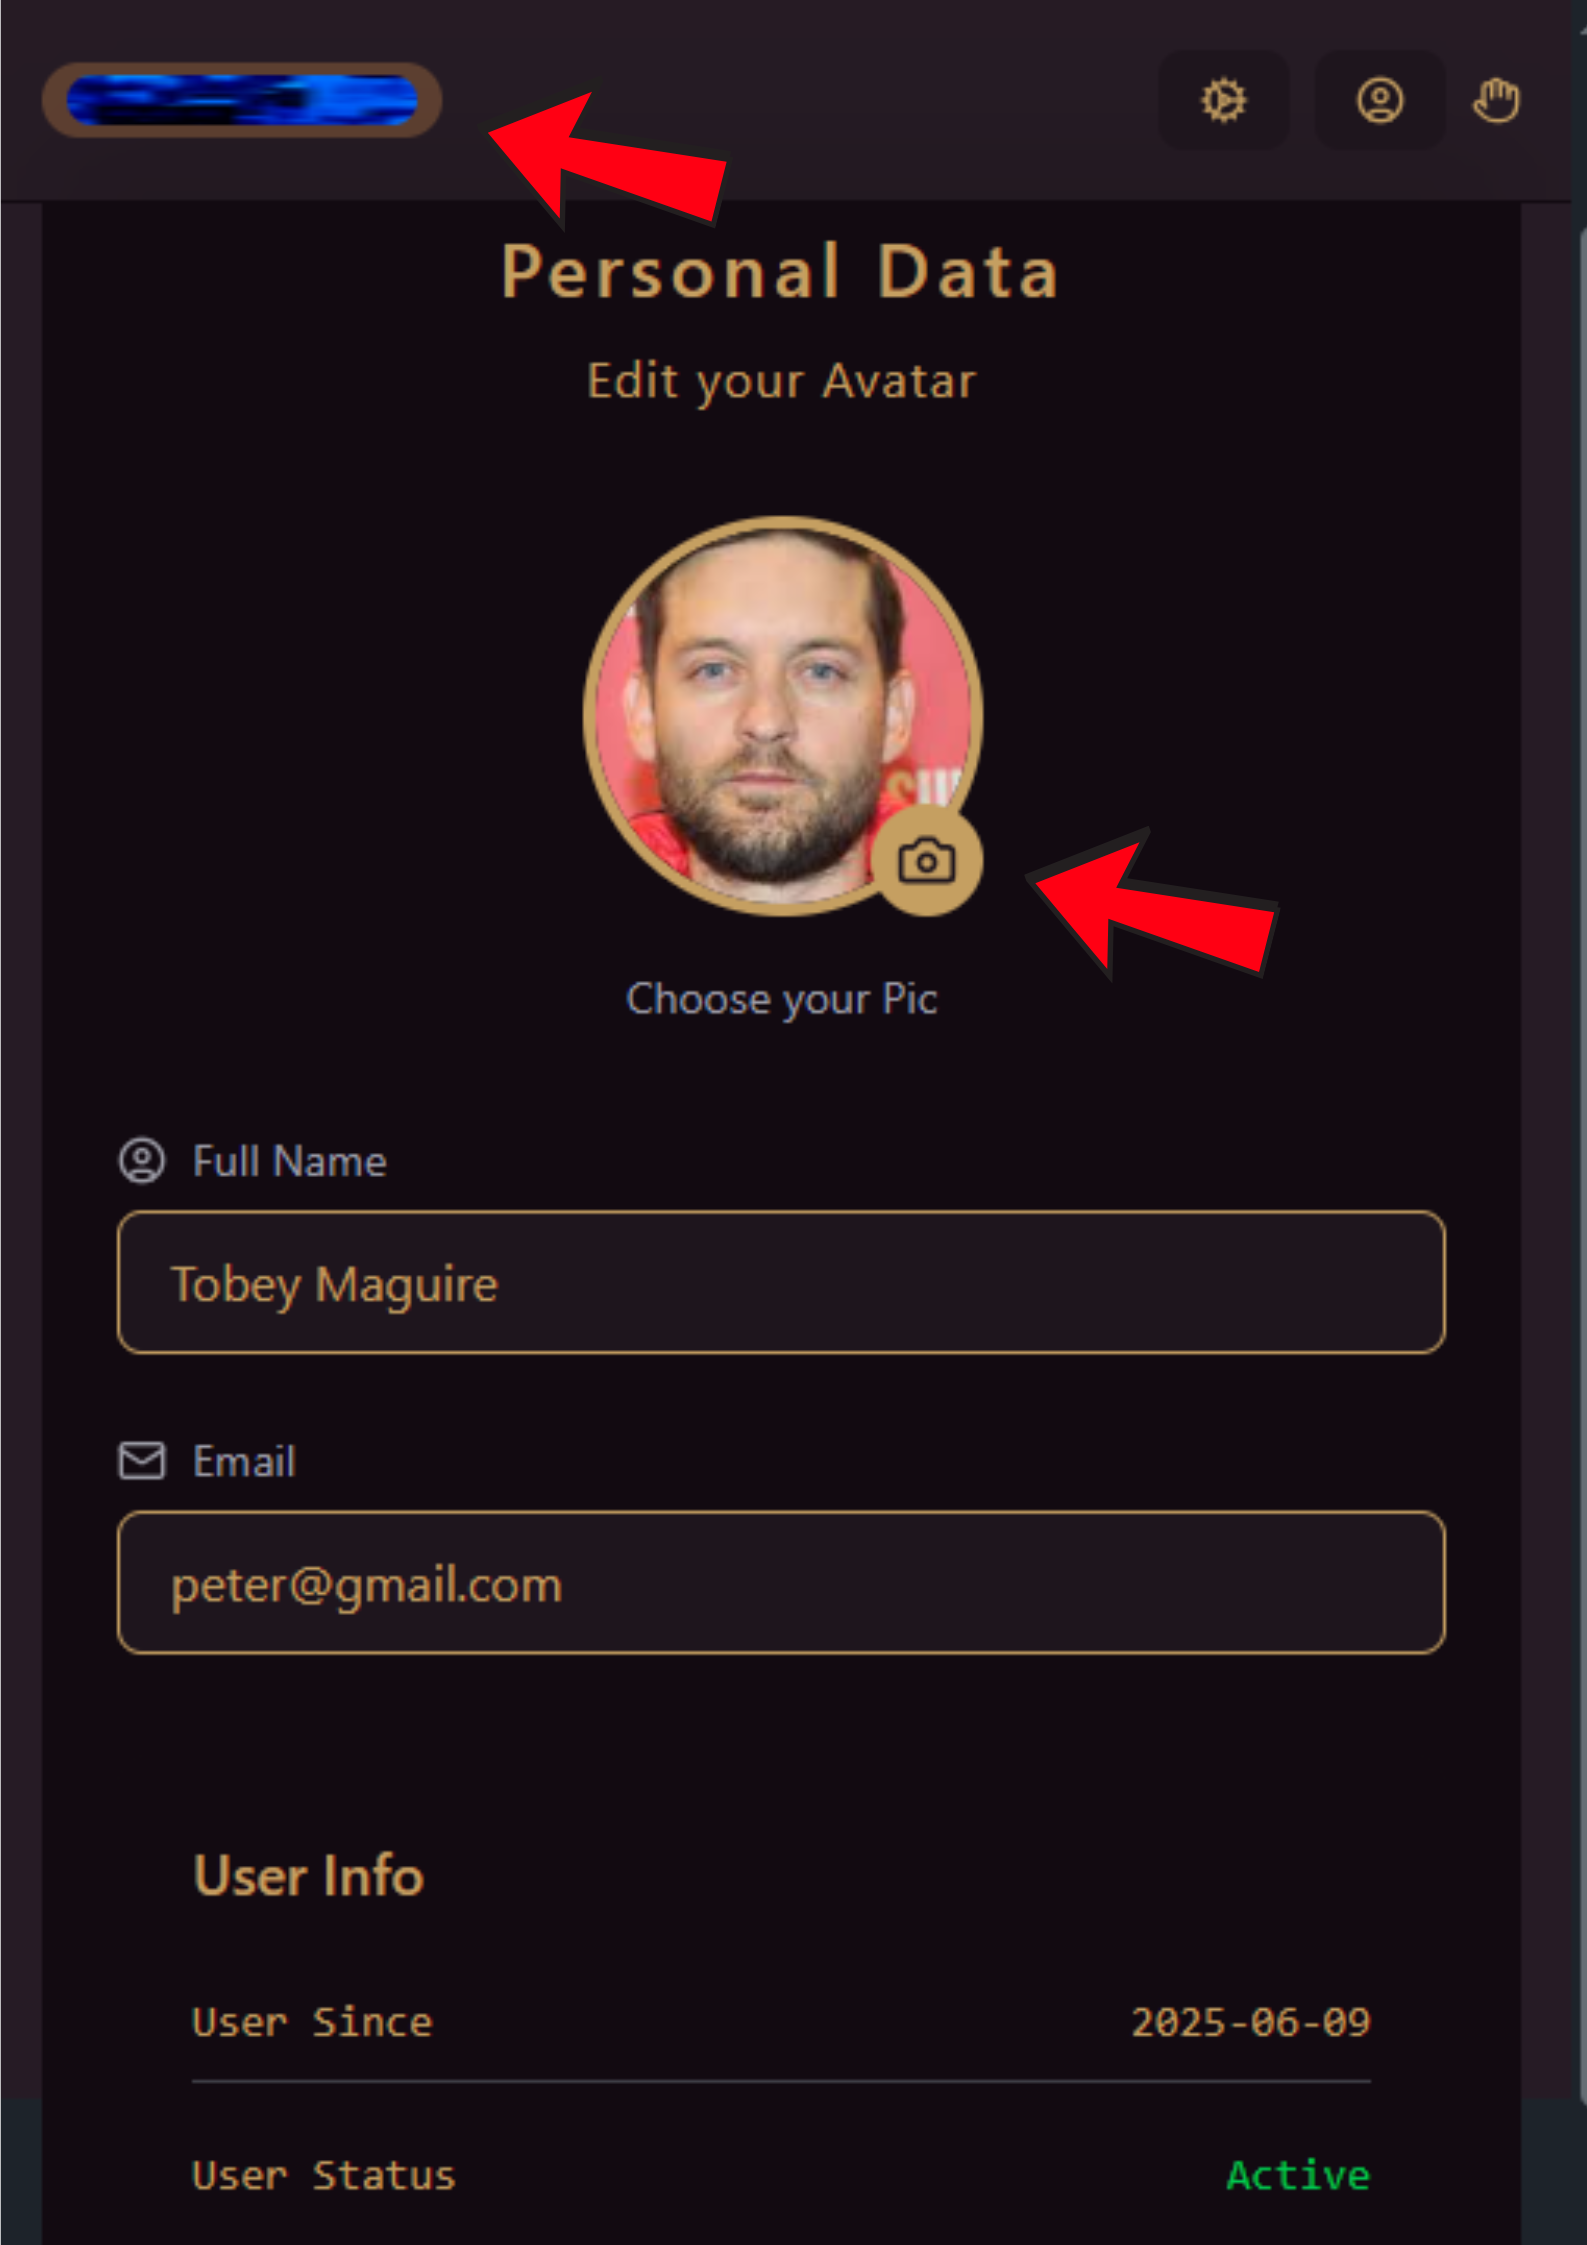 Personal Data
Edit your Avatar
Choose your Pic
Full Name
Tobey Maguire
Email
peter@gmail.com
User Info
User Since 2025-06-09
User Status Active